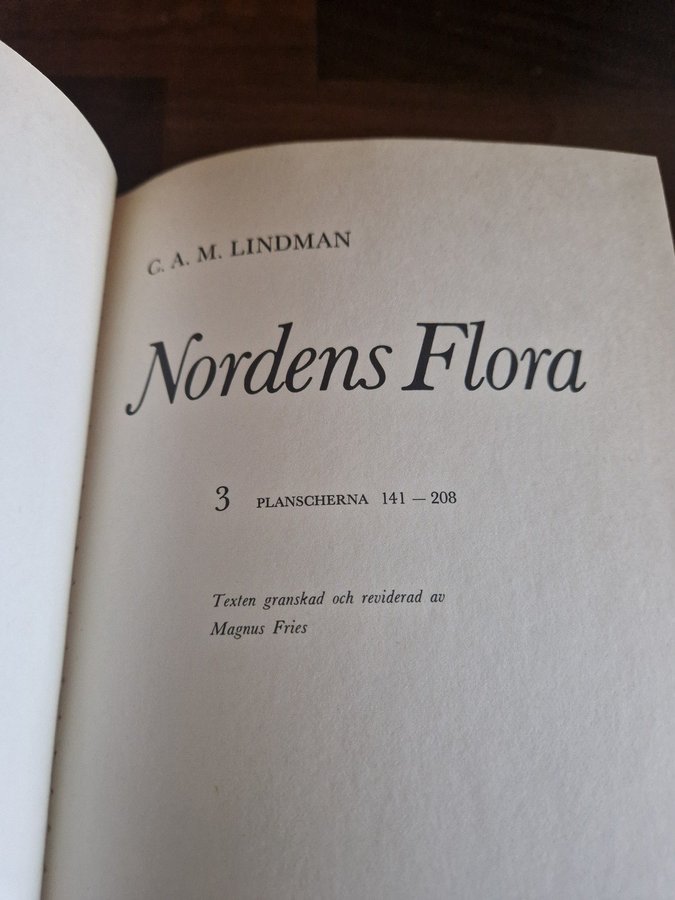 C. A. M. LINDMAN
Nordens Flora
3 PLANSCHERNA 141 — 208
Texten granskad och reviderad av
Magnus Fries